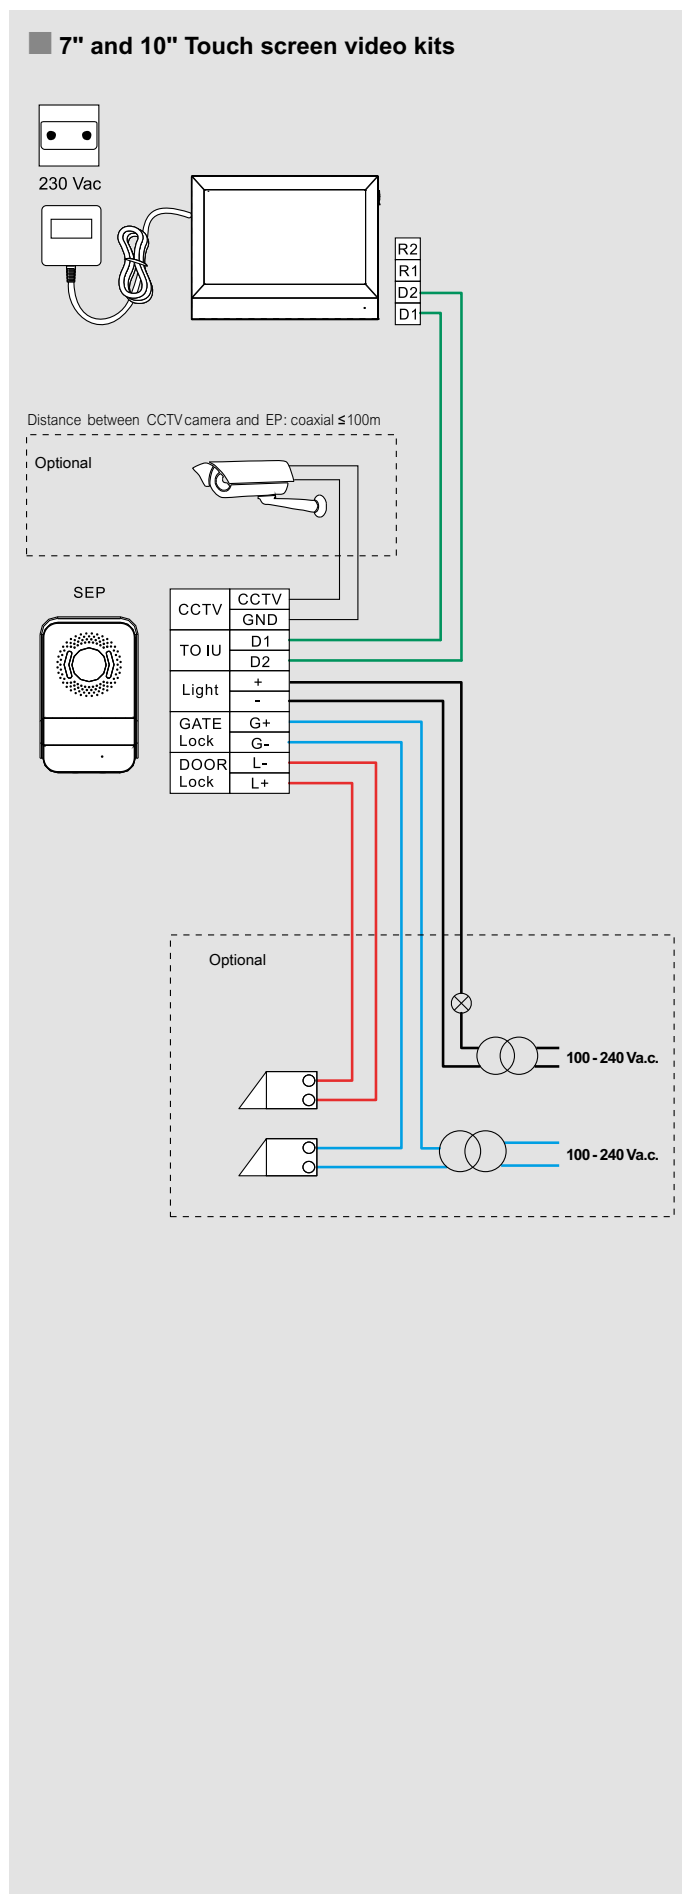 7" and 10" Touch screen video kits
230 Vac
R2
R1
D2
D1
Distance between CCTV camera and EP: coaxial ≤100m
Optional
SEP
CCTV
CCTV
GND
TO IU
D1
D2
Light
+
-
GATE
Lock
G+
G-
DOOR
Lock
L-
L+
Optional
100 - 240 Va.c.
100 - 240 Va.c.